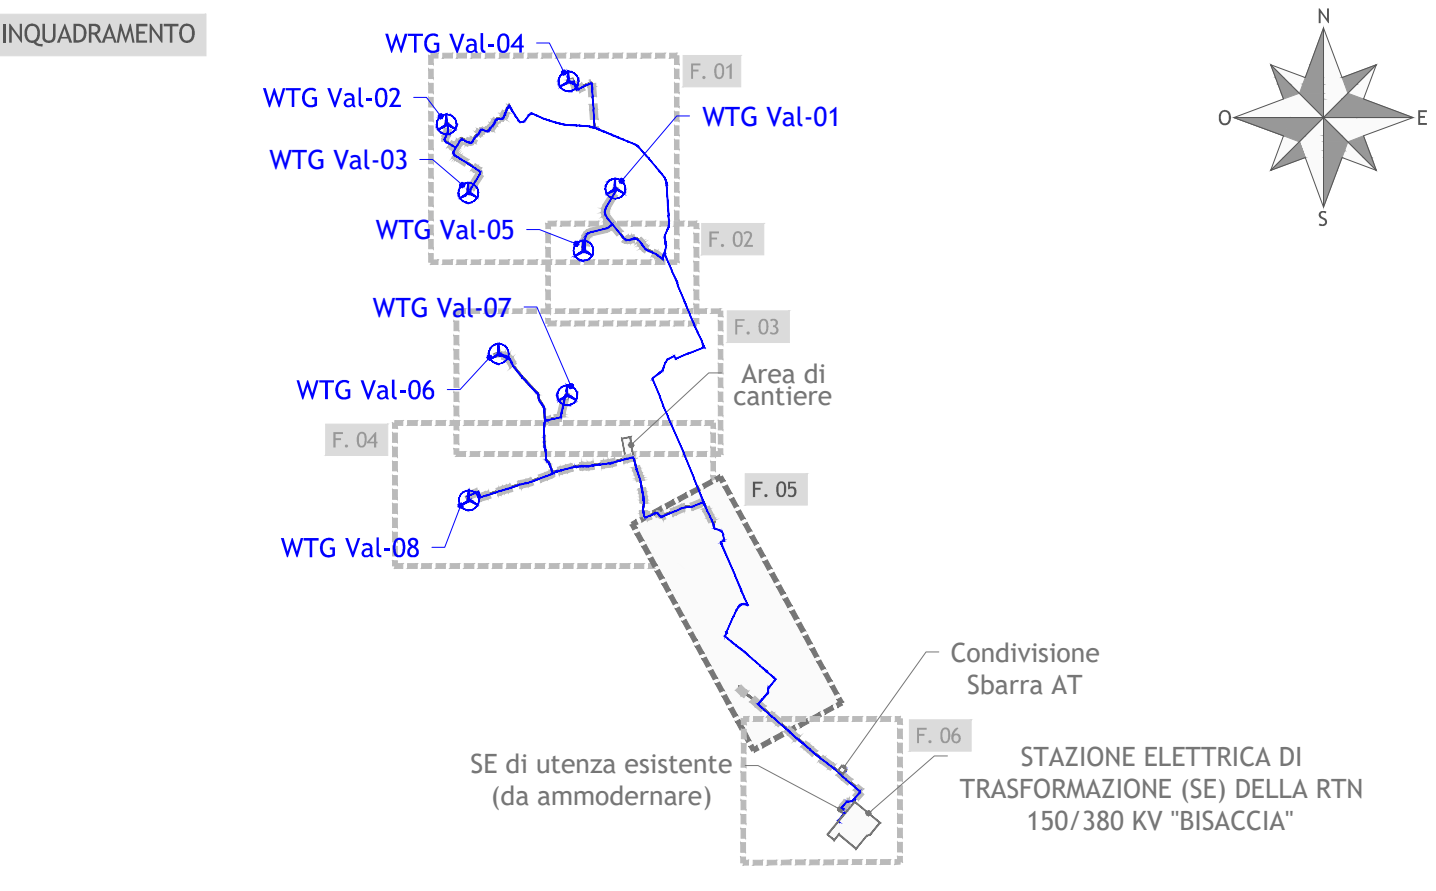 INQUADRAMENTO
N
O
E
S
WTG Val-04
F. 01
WTG Val-02
WTG Val-01
WTG Val-03
WTG Val-05
F. 02
WTG Val-07
F. 03
WTG Val-06
Area di
cantiere
F. 04
F. 05
WTG Val-08
Condivisione
Sbarra AT
F. 06
SE di utenza esistente
(da ammodernare)
STAZIONE ELETTRICA DI
TRASFORMAZIONE (SE) DELLA RTN
150/380 KV "BISACCIA"